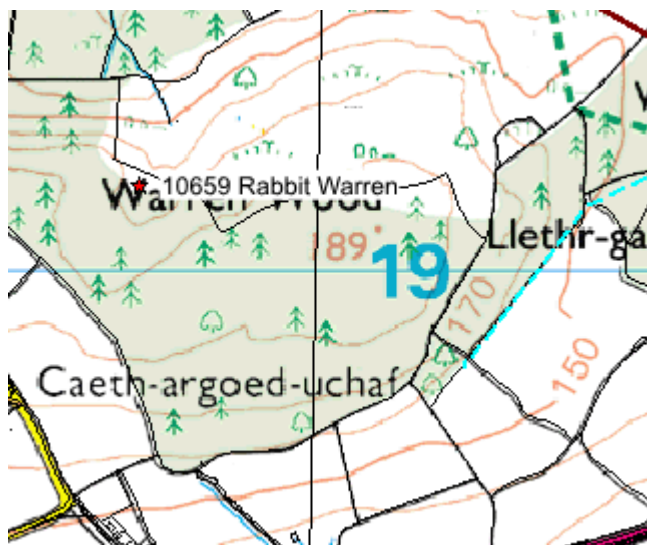 10659 Rabbit Warren
Warren Wood
Llethr-ga
189
19
170
150
Caeth-argoed-uchaf